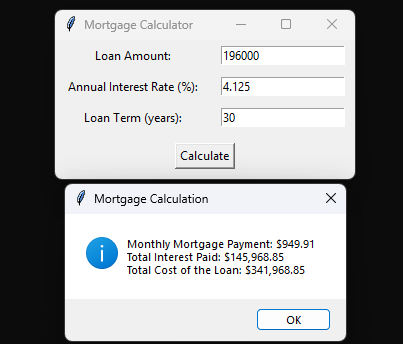 Mortgage Calculator
Loan Amount: 196000
Annual Interest Rate (%): 4.125
Loan Term (years): 30
Calculate
Mortgage Calculation
Monthly Mortgage Payment: $949.91
Total Interest Paid: $145,968.85
Total Cost of the Loan: $341,968.85
OK